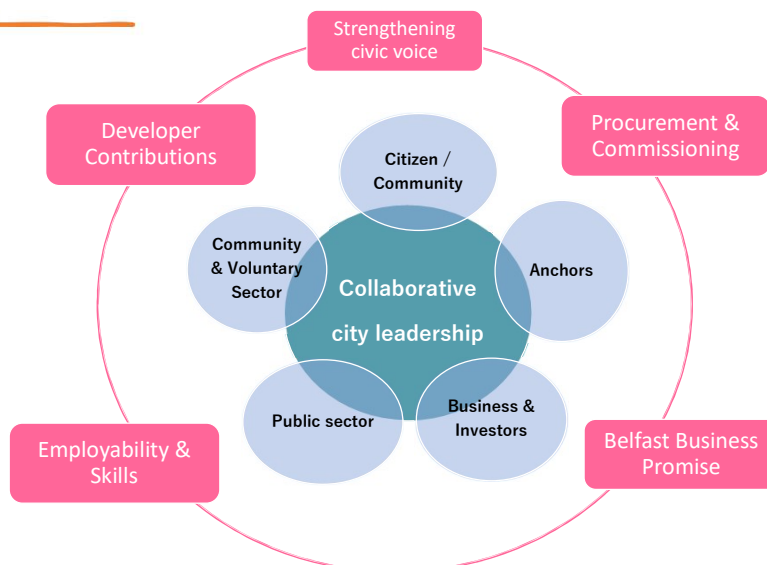 Strengthening
civic voice
Developer
Contributions
Procurement &
Commissioning
Citizen /
Community
Community
& Voluntary
Sector
Anchors
Collaborative
city leadership
Public sector
Business &
Investors
Employability &
Skills
Belfast Business
Promise